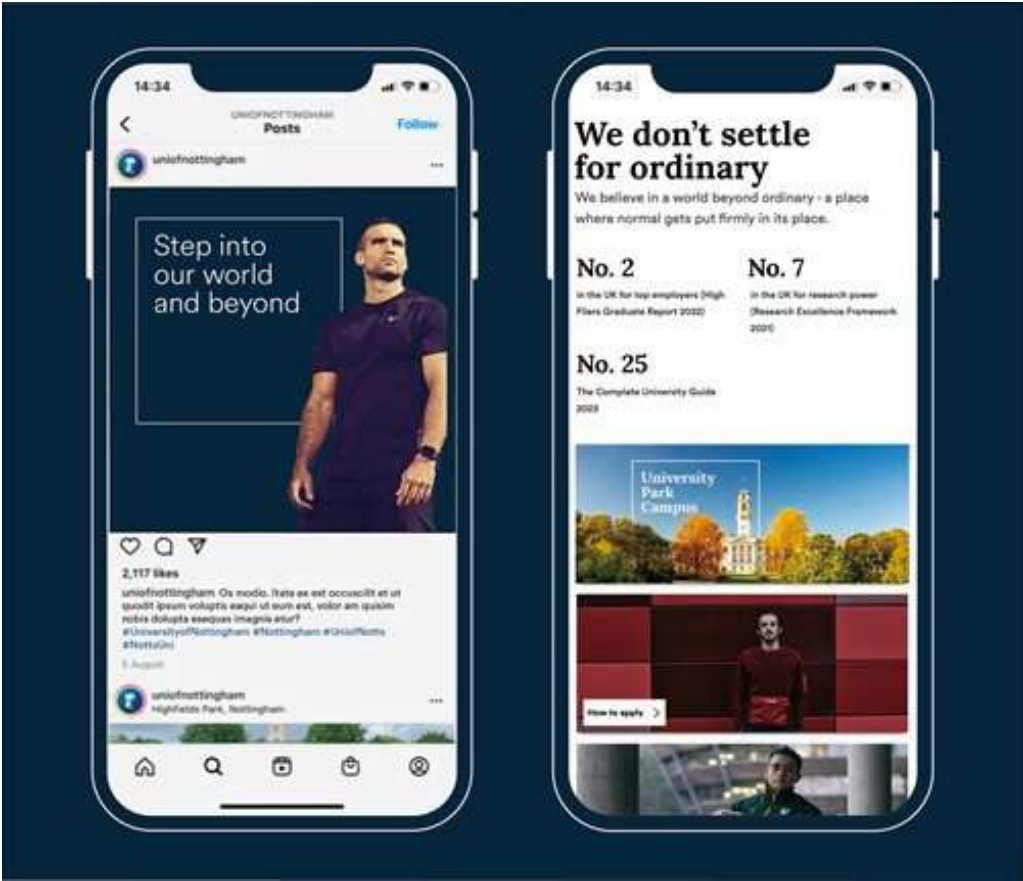 14:34
UNIOFNOTTINGHAM
Posts
Follow
uniofnottingham
Step into
our world
and beyond
2,117 likes
uniofnottingham Os modio. Itate ex est occuscilit et ut
quodit ipsum voluptis eaqui ut eum est, volor am quisim
nobis dolupta esequas imagnis etur?
#UniversityofNottingham #Nottingham #UniofNotts
#NottsUni
5 August
uniofnottingham
Highfields Park, Nottingham
14:34
We don't settle
for ordinary
We believe in a world beyond ordinary - a place
where normal gets put firmly in its place.
No. 2
in the UK for top employers (High
Fliers Graduate Report 2022)
No. 7
in the UK for research power
(Research Excellence Framework
2021)
No. 25
The Complete University Guide
2023
University
Park
Campus
How to apply